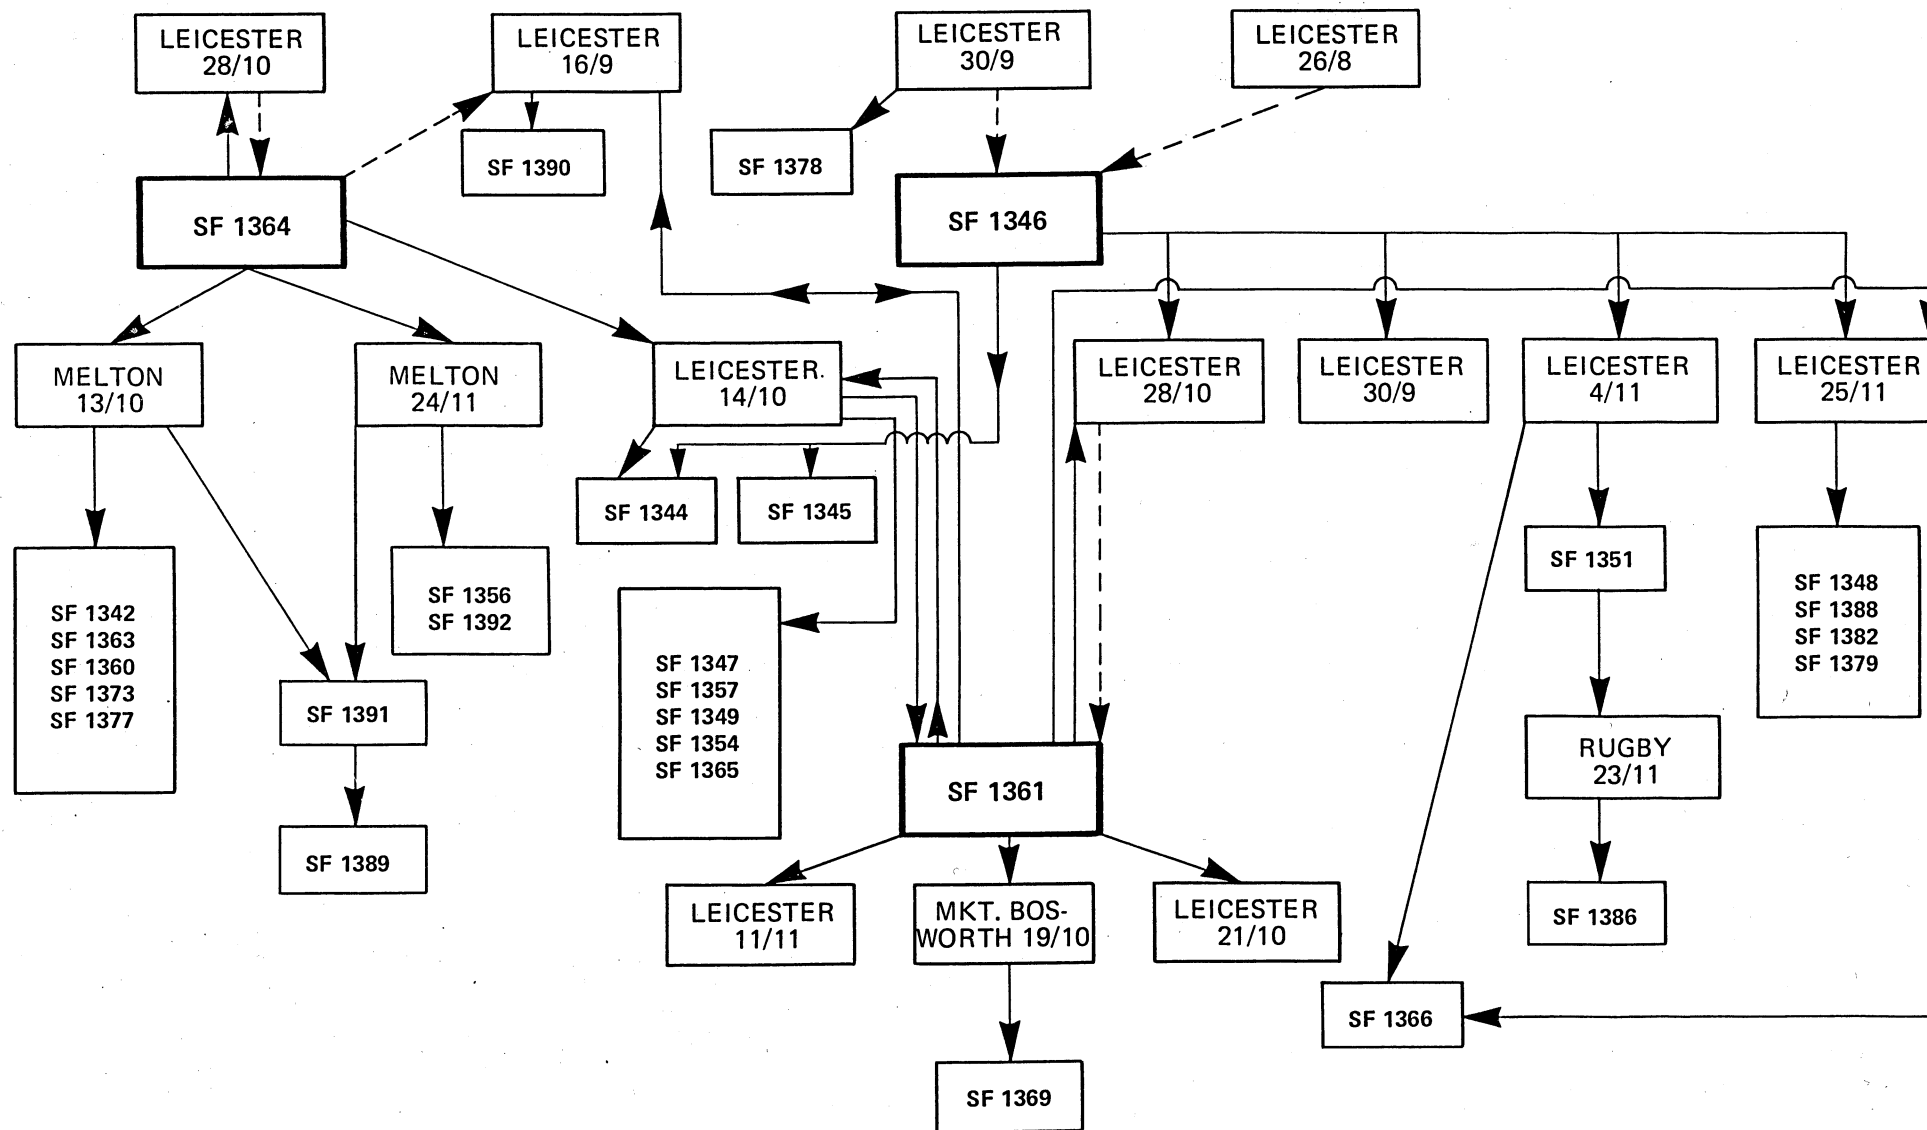 LEICESTER
28/10
LEICESTER
16/9
LEICESTER
30/9
LEICESTER
26/8
SF 1390
SF 1378
SF 1364
SF 1346
MELTON
13/10
MELTON
24/11
LEICESTER.
14/10
LEICESTER
28/10
LEICESTER
30/9
LEICESTER
4/11
LEICESTER
25/11
SF 1344
SF 1345
SF 1351
SF 1342
SF 1363
SF 1360
SF 1373
SF 1377
SF 1356
SF 1392
SF 1347
SF 1357
SF 1349
SF 1354
SF 1365
SF 1348
SF 1388
SF 1382
SF 1379
SF 1391
RUGBY
23/11
SF 1361
SF 1389
LEICESTER
11/11
MKT. BOS-
WORTH 19/10
LEICESTER
21/10
SF 1386
SF 1366
SF 1369